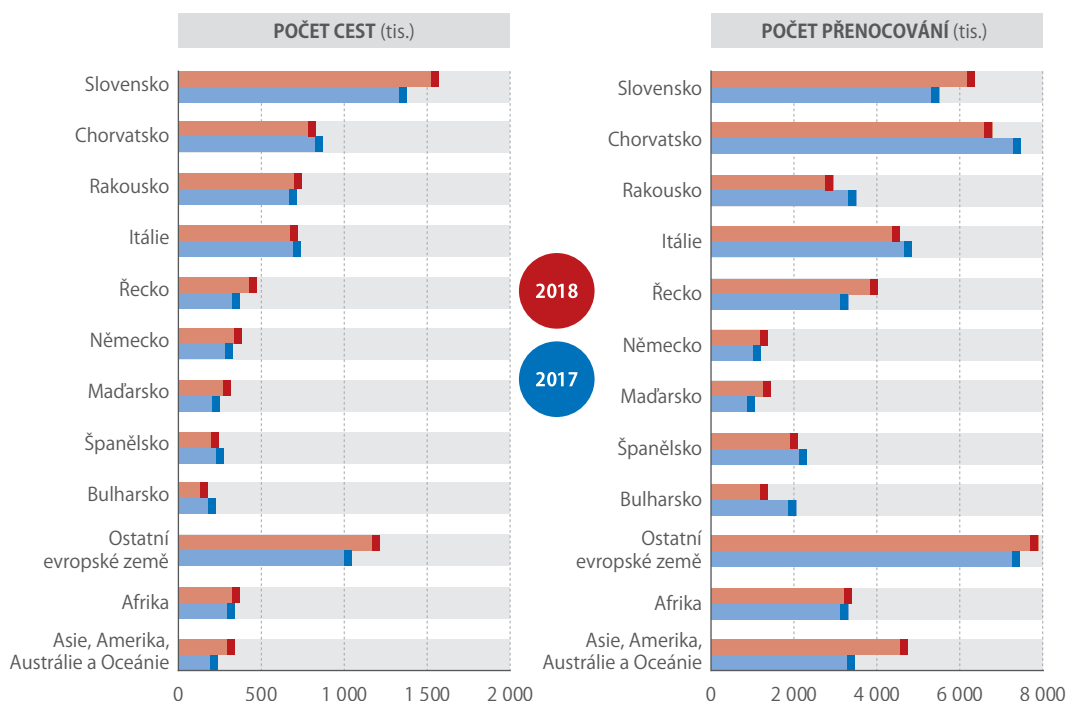 POČET CEST (tis.)
Slovensko
Chorvatsko
Rakousko
Itálie
Řecko
Německo
Maďarsko
Španělsko
Bulharsko
Ostatní
evropské země
Afrika
Asie, Amerika,
Austrálie a Oceánie
0 500 1 000 1 500 2 000
2018
2017
POČET PŘENOCOVÁNÍ (tis.)
Slovensko
Chorvatsko
Rakousko
Itálie
Řecko
Německo
Maďarsko
Španělsko
Bulharsko
Ostatní
evropské země
Afrika
Asie, Amerika,
Austrálie a Oceánie
0 2 000 4 000 6 000 8 000